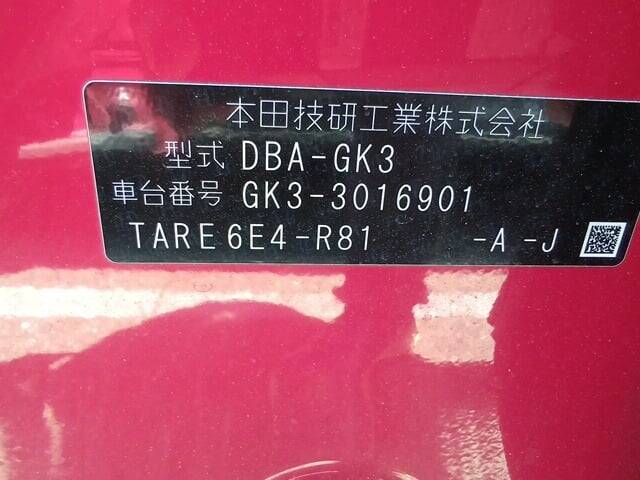 本田技研工業株式会社
型式 DBA-GK3
車台番号 GK3-3016901
TARE6E4-R81 -A -J